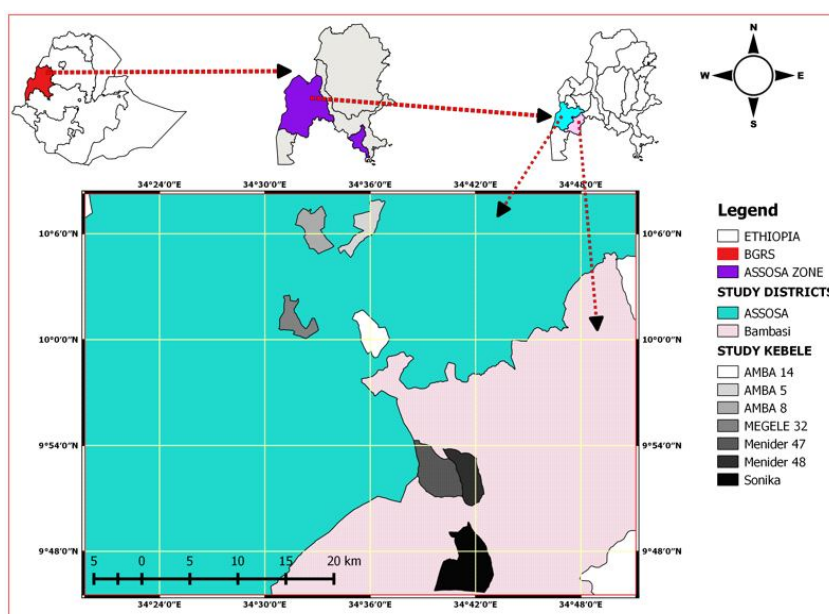 N
W E
S
34°24'0"E 34°30'0"E 34°36'0"E 34°42'0"E 34°48'0"E
10°6'0"N 10°6'0"N
10°0'0"N 10°0'0"N
9°54'0"N 9°54'0"N
9°48'0"N 9°48'0"N
5 0 5 10 15 20 km
34°24'0"E 34°30'0"E 34°36'0"E 34°42'0"E 34°48'0"E
Legend
ETHIOPIA
BGRS
ASSOSA ZONE
STUDY DISTRICTS
ASSOSA
Bambasi
STUDY KEBELE
AMBA 14
AMBA 5
AMBA 8
MEGELE 32
Menider 47
Menider 48
Sonika